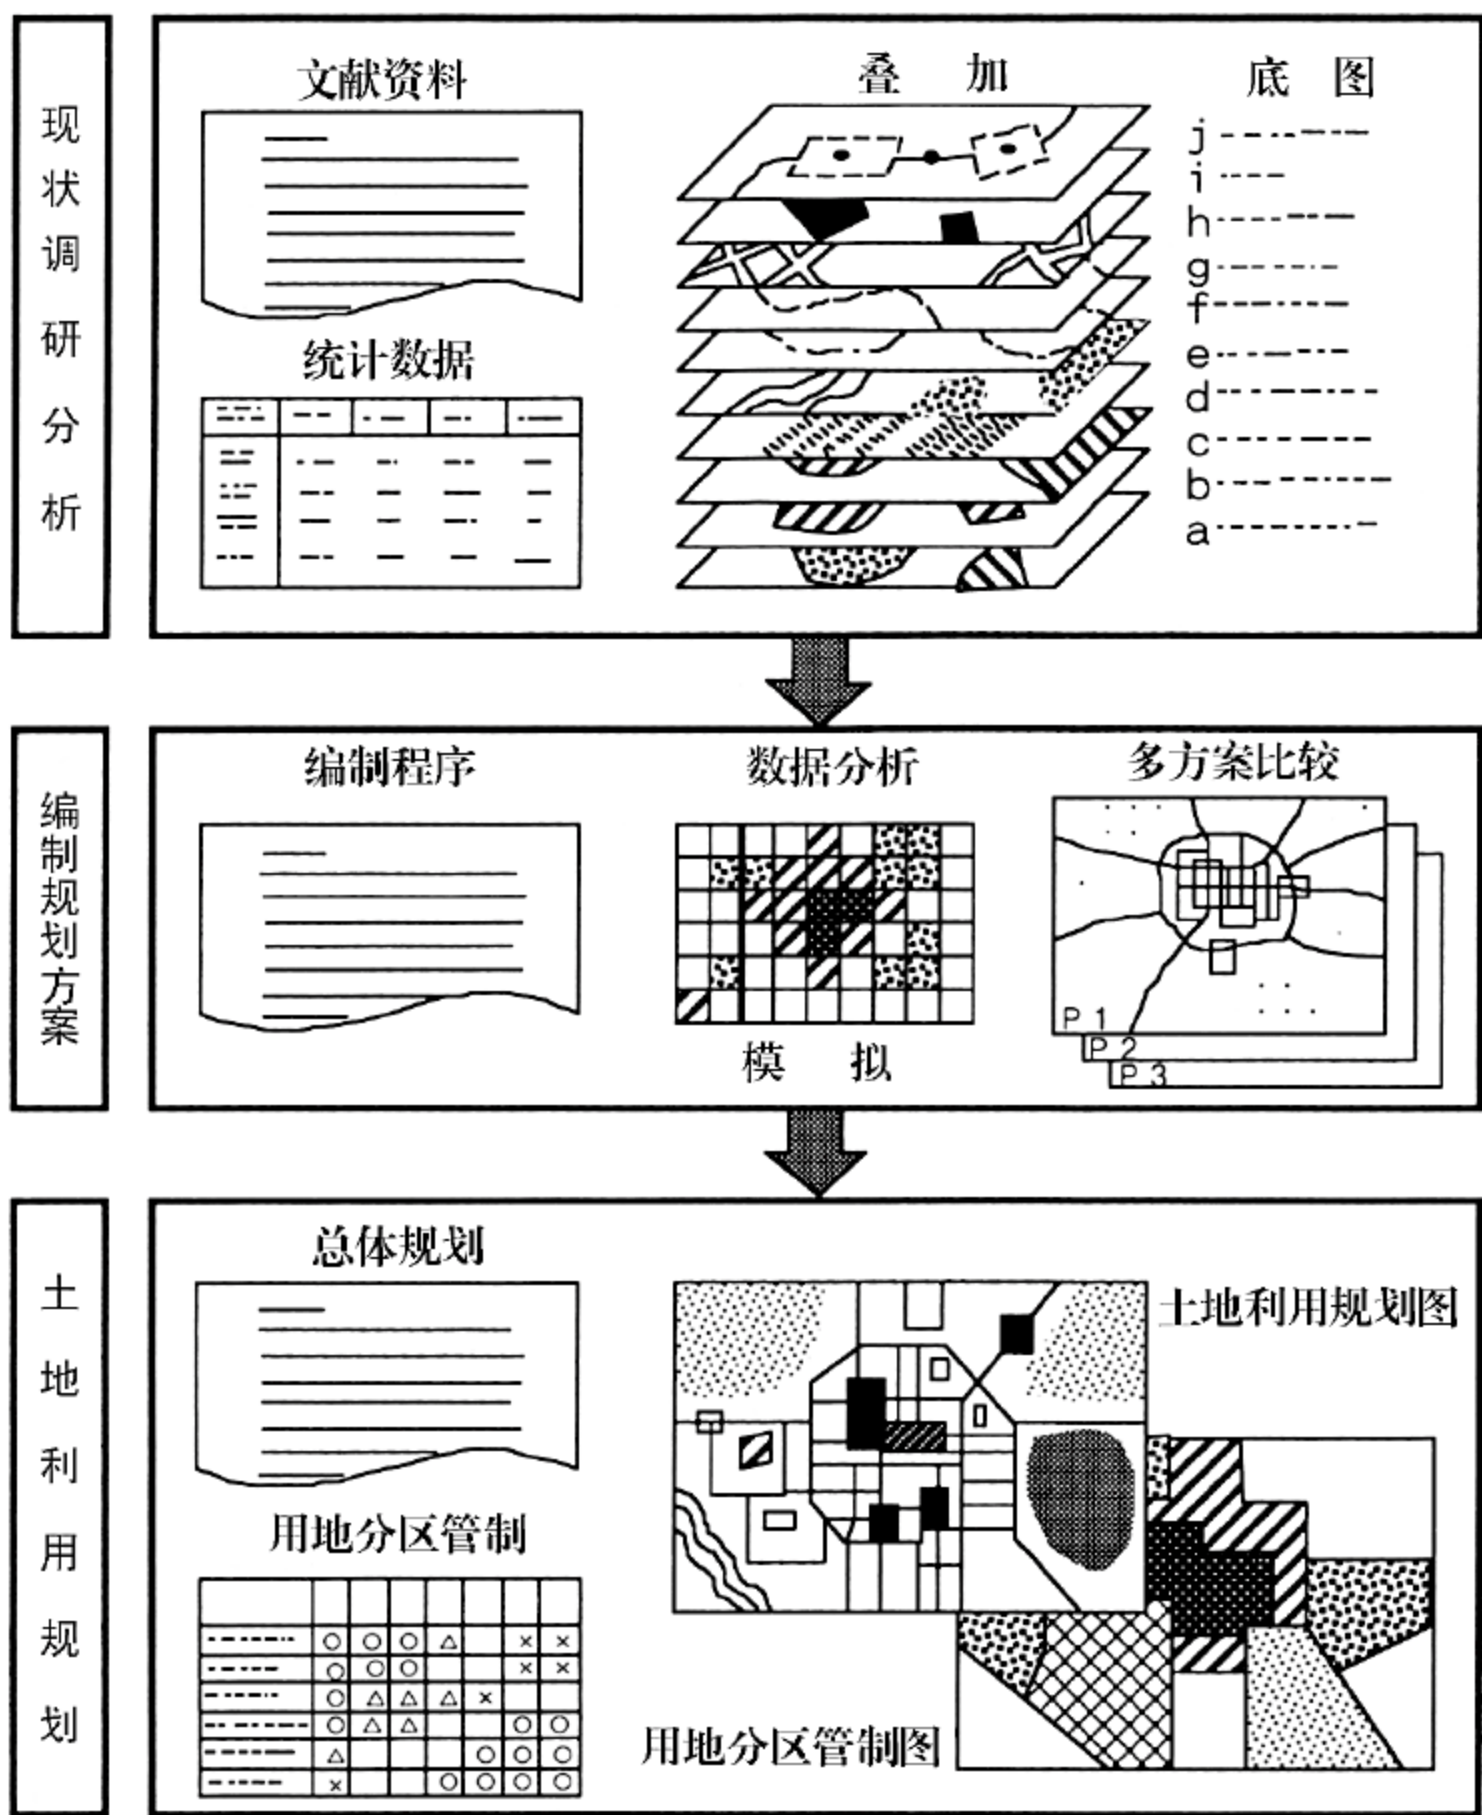 现状调研分析
文献资料
统计数据
叠 加
底 图
j
i
h
g
f
e
d
c
b
a
编制规划方案
编制程序
数据分析
模 拟
多方案比较
P 1
P 2
P 3
土地利用规划
总体规划
用地分区管制
○ ○ ○ △ × ×
○ ○ ○ × ×
○ △ △ △ ×
○ △ △ ○ ○
△ ○ ○ ○
× ○ ○ ○ ○
土地利用规划图
用地分区管制图